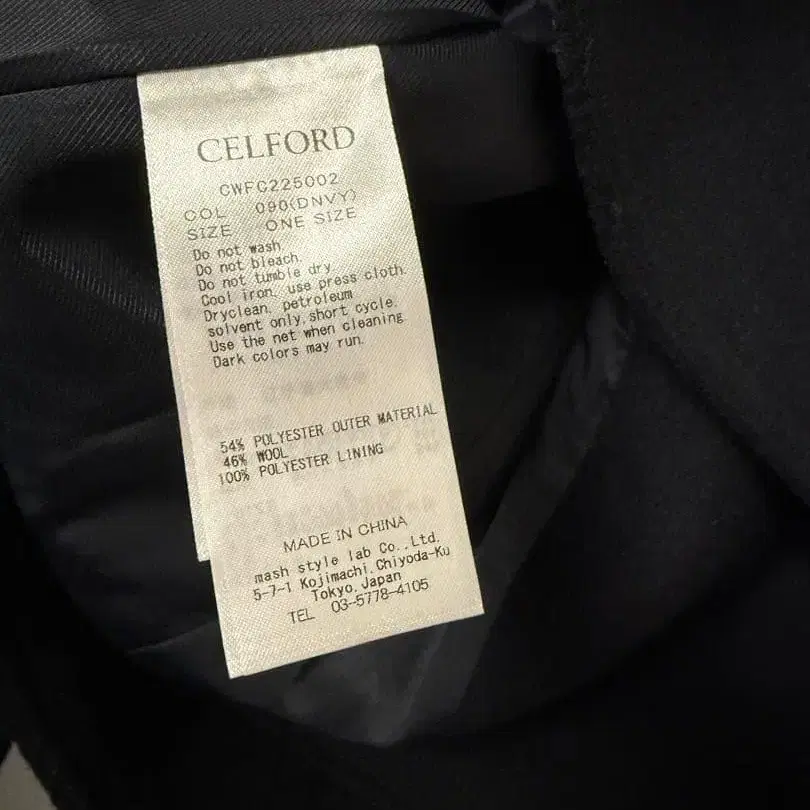 CELFORD
CWFC225002
COL 090(DNVY)
SIZE ONE SIZE
Do not wash
Do not bleach.
Do not tumble dry
Cool iron, use press cloth.
Dryclean, petroleum
solvent only,short cycle.
Use the net when cleaning.
Dark colors may run.
54% POLYESTER OUTER MATERIAL
46% WOOL
100% POLYESTER LINING
MADE IN CHINA
mash style lab Co.,Ltd.
5-7-1 Kojimachi,Chiyoda-Ku
Tokyo,Japan
TEL 03-5778-4105